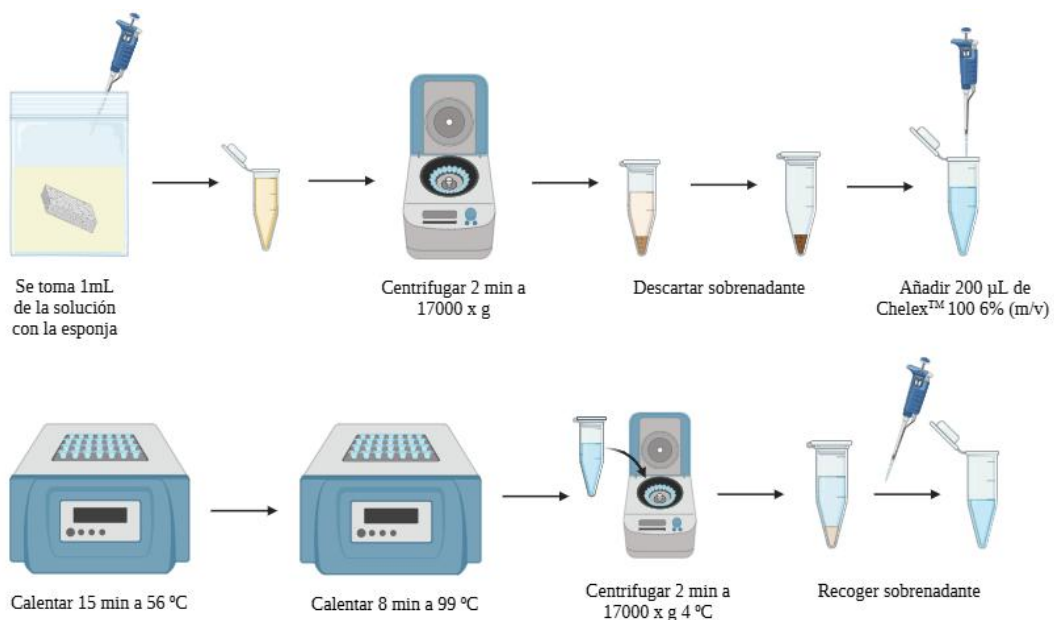 Se toma 1mL
de la solución
con la esponja
Centrifugar 2 min a
17000 x g
Descartar sobrenadante
Añadir 200 µL de
Chelex™ 100 6% (m/v)
Calentar 15 min a 56 ºC
Calentar 8 min a 99 ºC
Centrifugar 2 min a
17000 x g 4 ºC
Recoger sobrenadante